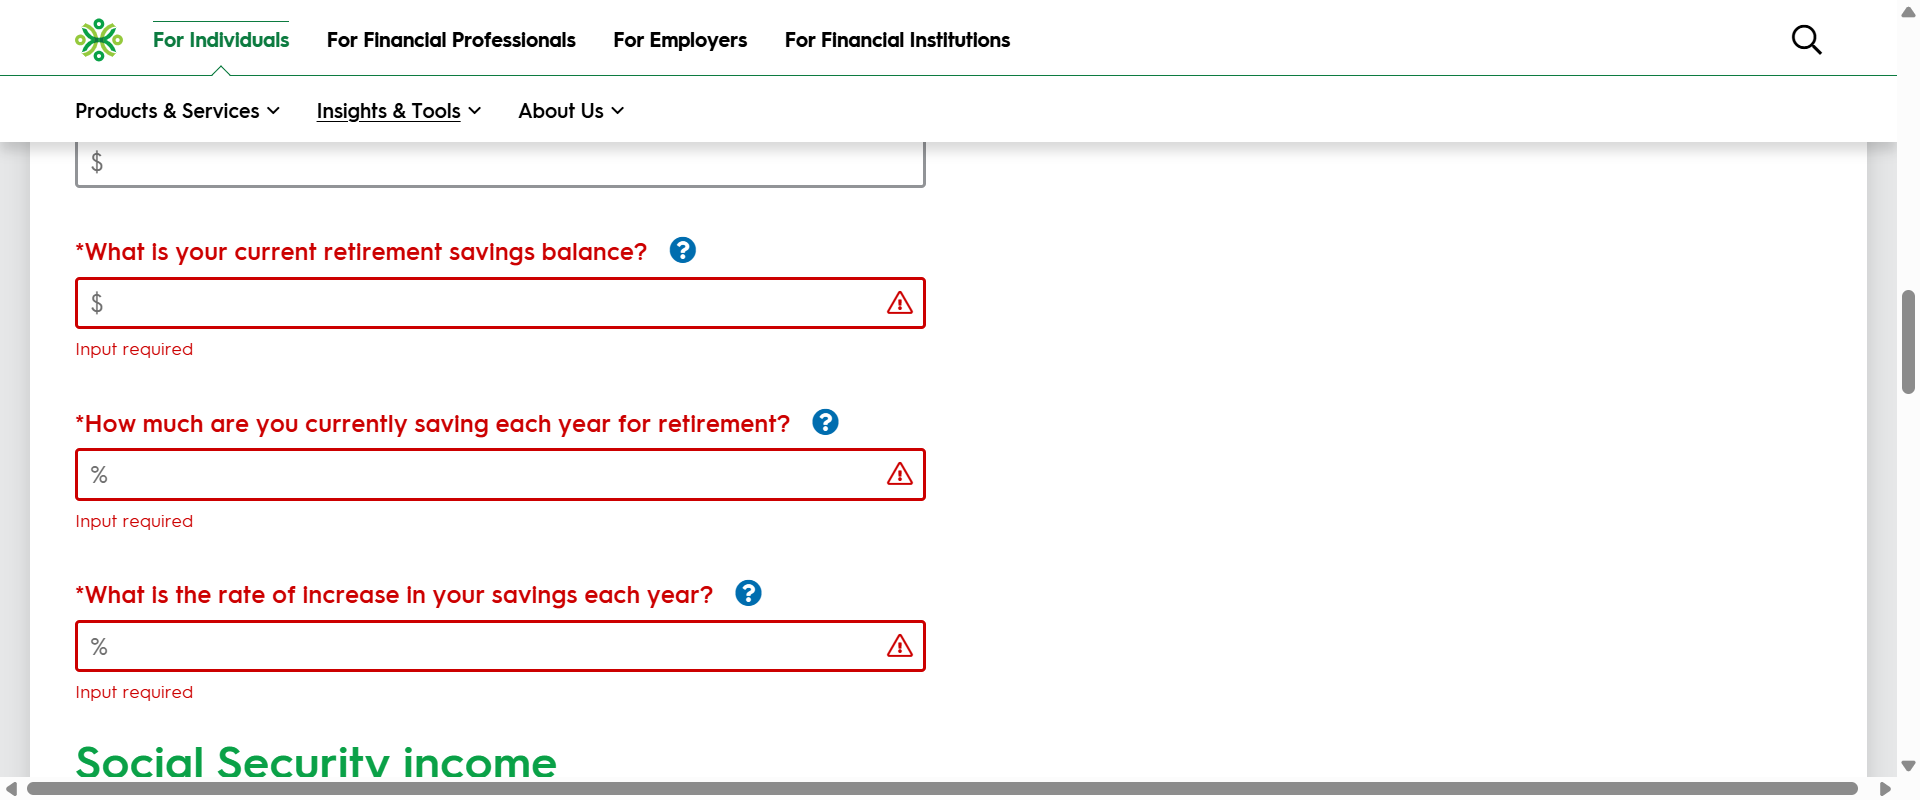 For Individuals
For Financial Professionals
For Employers
For Financial Institutions
Products & Services
Insights & Tools
About Us
$
*What is your current retirement savings balance? ?
$
Input required
*How much are you currently saving each year for retirement? ?
%
Input required
*What is the rate of increase in your savings each year? ?
%
Input required
Social Security income